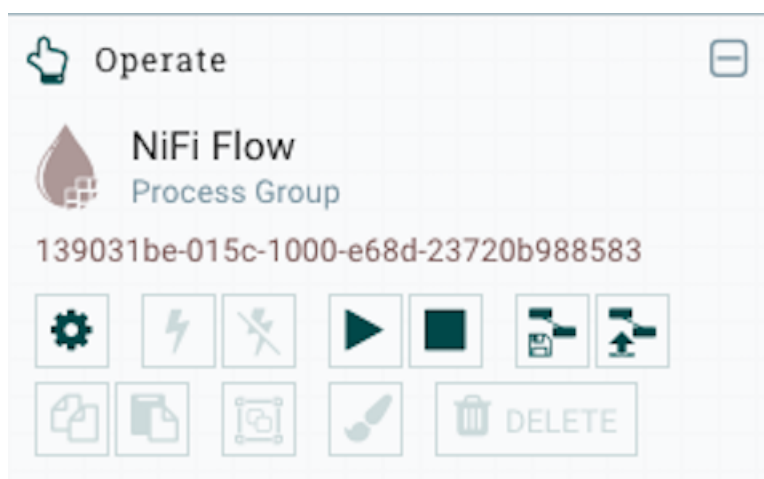 Operate
NiFi Flow
Process Group
139031be-015c-1000-e68d-23720b988583
DELETE